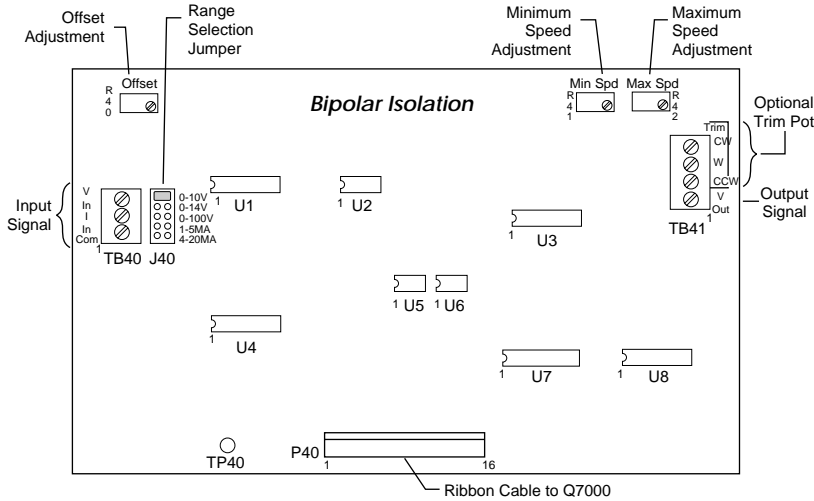 Offset
Adjustment
Range
Selection
Jumper
Minimum
Speed
Adjustment
Maximum
Speed
Adjustment
Offset
R
4
0
Bipolar Isolation
Min Spd
R
4
1
Max Spd
R
4
2
Optional
Trim Pot
Trim
CW
W
CCW
V
Out
1
TB41
Output
Signal
Input
Signal
V
In
I
In
Com
1
TB40
J40
0-10V
0-14V
0-100V
1-5MA
4-20MA
1
U1
1
U2
1
U3
1 U5
1 U6
1
U4
1
U7
1
U8
TP40
P40
1
16
Ribbon Cable to Q7000